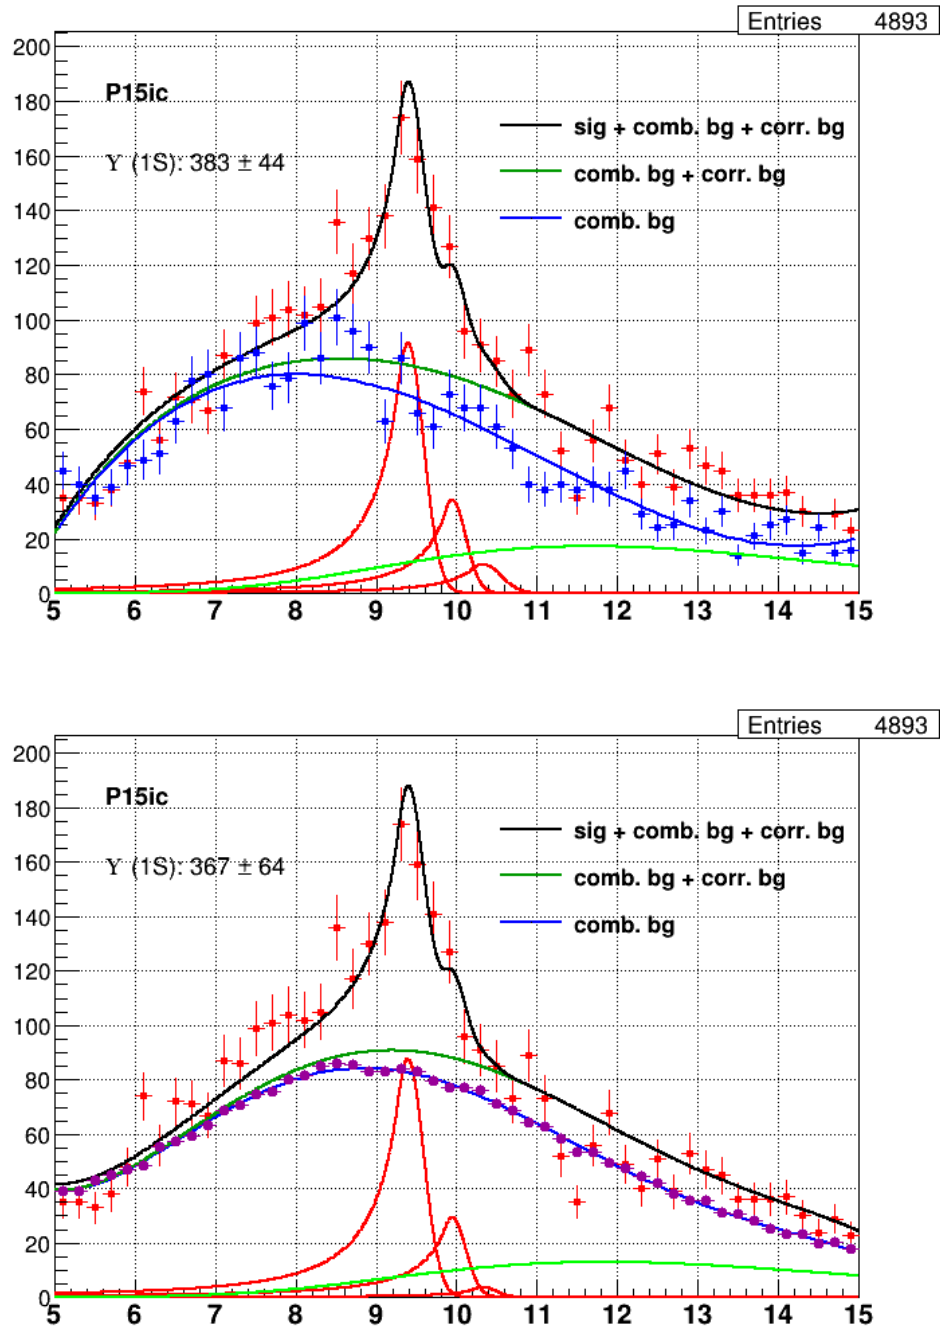 Entries 4893
200
P15ic
180
sig + comb. bg + corr. bg
160
Υ (1S): 383 ± 44
comb. bg + corr. bg
140
comb. bg
120
100
80
60
40
20
0
5 6 7 8 9 10 11 12 13 14 15
Entries 4893
200
P15ic
180
sig + comb. bg + corr. bg
160
Υ (1S): 367 ± 64
comb. bg + corr. bg
140
comb. bg
120
100
80
60
40
20
0
5 6 7 8 9 10 11 12 13 14 15